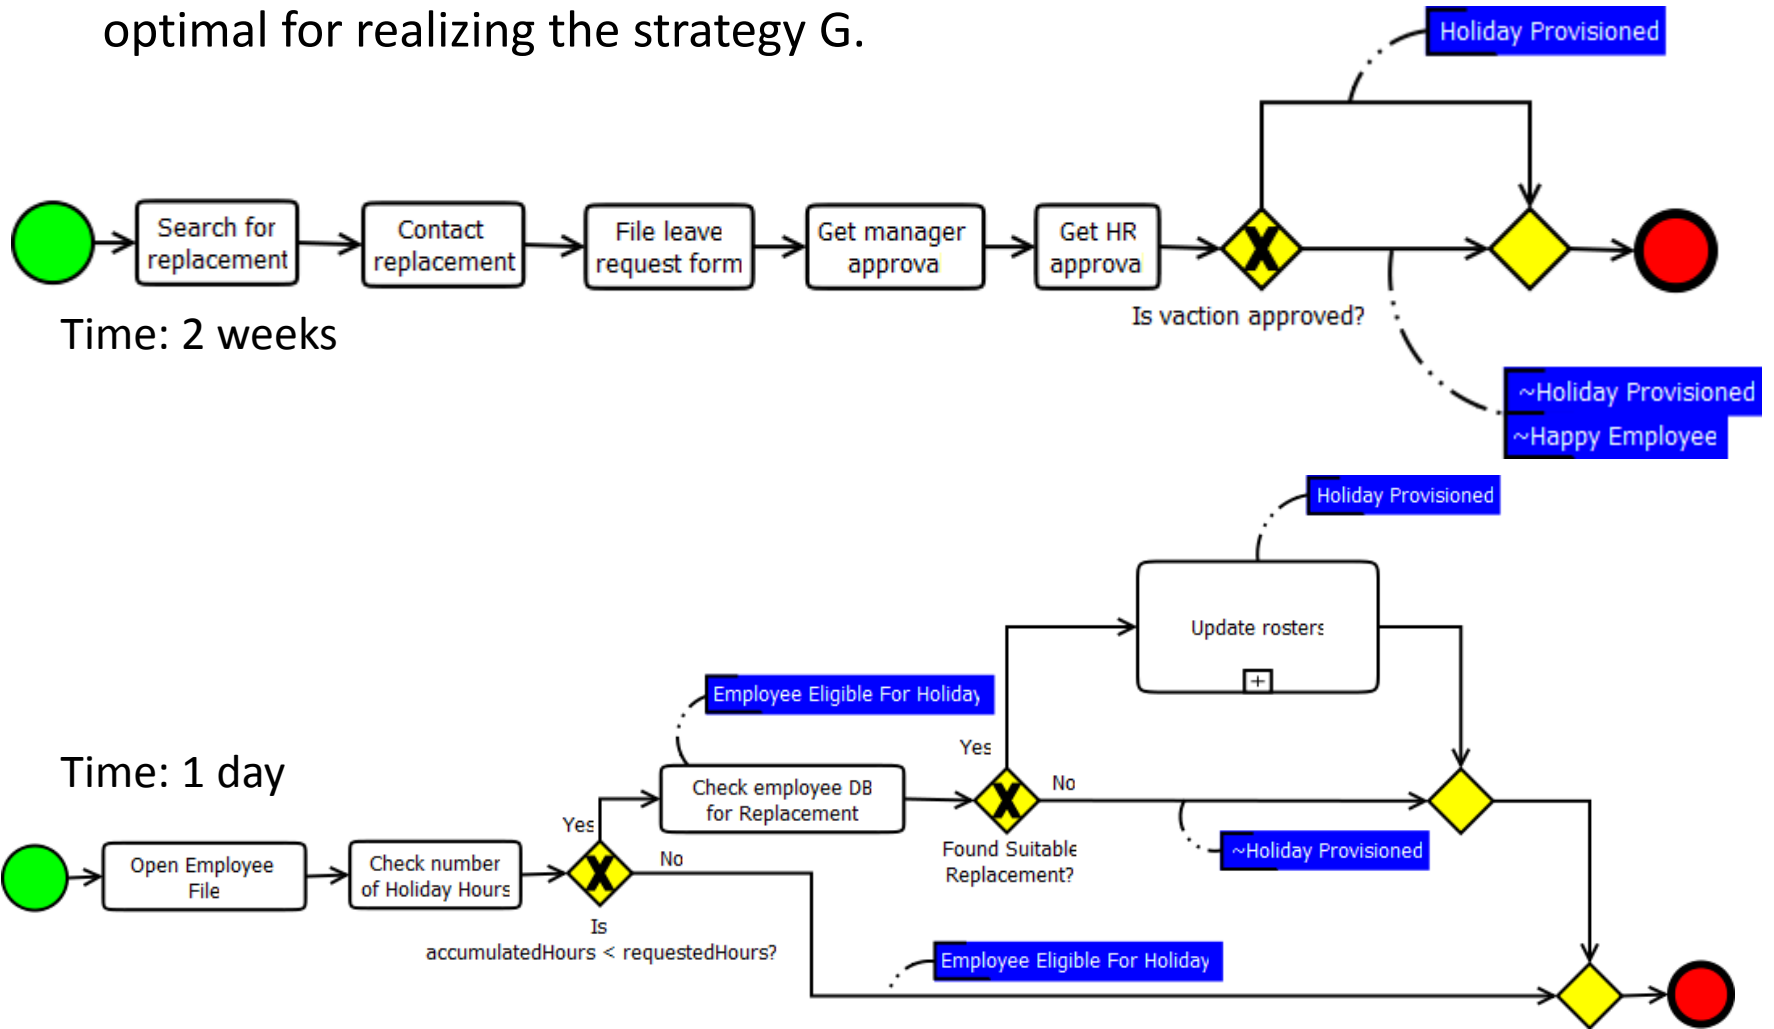 optimal for realizing the strategy G.
Holiday Provisioned
Search for
replacement
Contact
replacement
File leave
request form
Get manager
approva
Get HR
approva
Is vaction approved?
Time: 2 weeks
~Holiday Provisioned
~Happy Employee
Holiday Provisioned
Update rosters
+
Employee Eligible For Holiday
Time: 1 day
Yes
No
Check employee DB
for Replacement
Found Suitable
Replacement?
~Holiday Provisioned
Open Employee
File
Check number
of Holiday Hours
Yes
No
Is
accumulatedHours < requestedHours?
Employee Eligible For Holiday